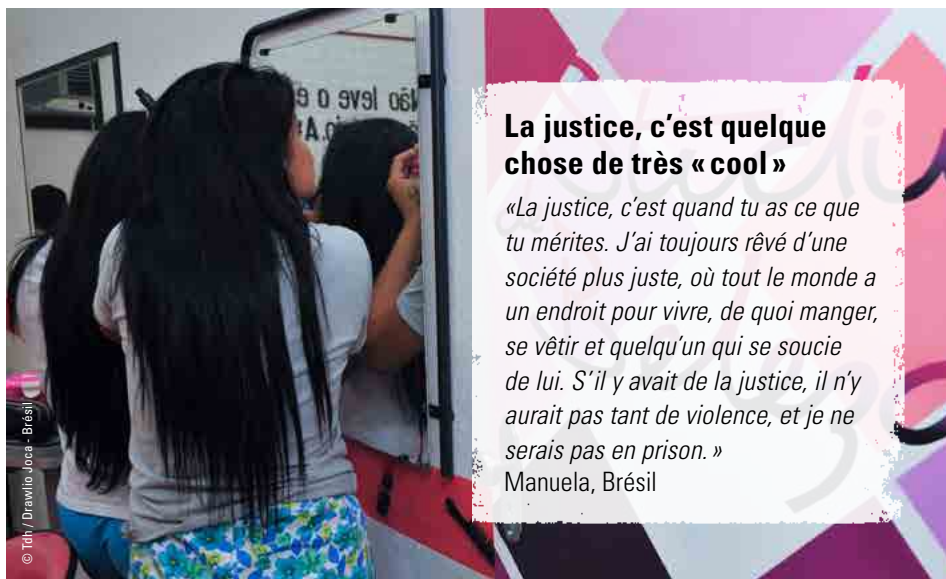 Não leve o e
La justice, c’est quelque
chose de très « cool »
«La justice, c’est quand tu as ce que
tu mérites. J’ai toujours rêvé d’une
société plus juste, où tout le monde a
un endroit pour vivre, de quoi manger,
se vêtir et quelqu’un qui se soucie
de lui. S’il y avait de la justice, il n’y
aurait pas tant de violence, et je ne
serais pas en prison. »
Manuela, Brésil
© Tdh / Drawlio Joca - Brésil